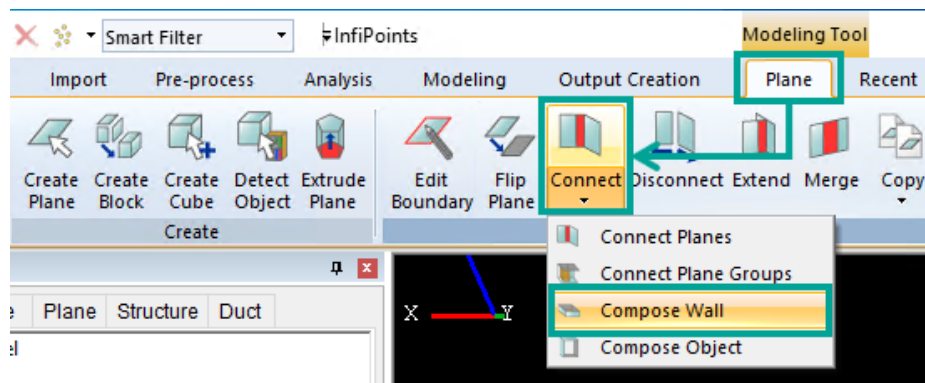 Smart Filter InfiPoints Modeling Tool
Import Pre-process Analysis Modeling Output Creation Plane Recent
Create Plane Create Block Create Cube Detect Object Extrude Plane Edit Boundary Flip Plane Connect Disconnect Extend Merge Copy
Create
Connect Planes
Connect Plane Groups
Compose Wall
Compose Object
Plane Structure Duct
X Y
el